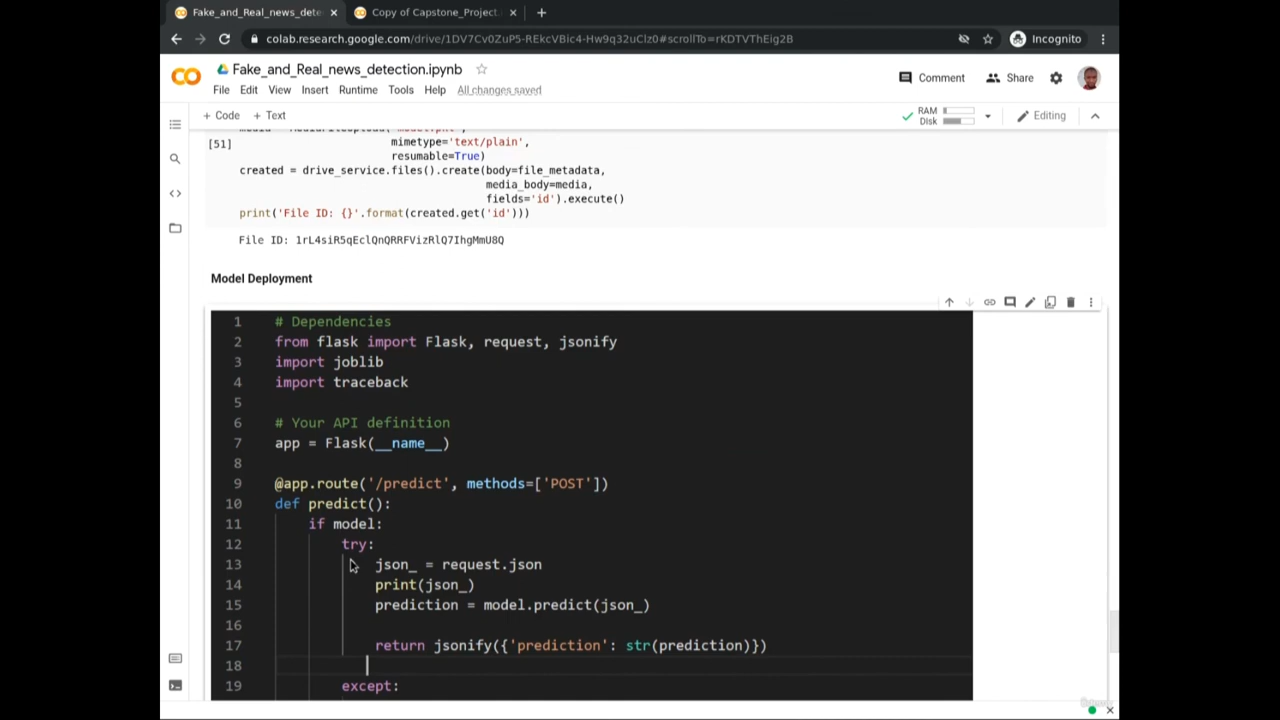 Fake_and_Real_news_dete
Copy of Capstone_Project.
colab.research.google.com/drive/1DV7Cv0ZuP5-REkcVBic4-Hw9q32uClz0#scrollTo=rKDTVThEig2B
Incognito
Fake_and_Real_news_detection.ipynb
Comment
Share
File Edit View Insert Runtime Tools Help All changes saved
+ Code + Text
RAM
Disk
Editing
[51]
mimetype='text/plain',
resumable=True)
created = drive_service.files().create(body=file_metadata,
media_body=media,
fields='id').execute()
print('File ID: {}'.format(created.get('id')))
File ID: 1rL4siR5qEclQnQRRFVizRlQ7IhgMmU8Q
Model Deployment
1 # Dependencies
2 from flask import Flask, request, jsonify
3 import joblib
4 import traceback
5
6 # Your API definition
7 app = Flask(__name__)
8
9 @app.route('/predict', methods=['POST'])
10 def predict():
11 if model:
12 try:
13 json_ = request.json
14 print(json_)
15 prediction = model.predict(json_)
16
17 return jsonify({'prediction': str(prediction)})
18
19 except: